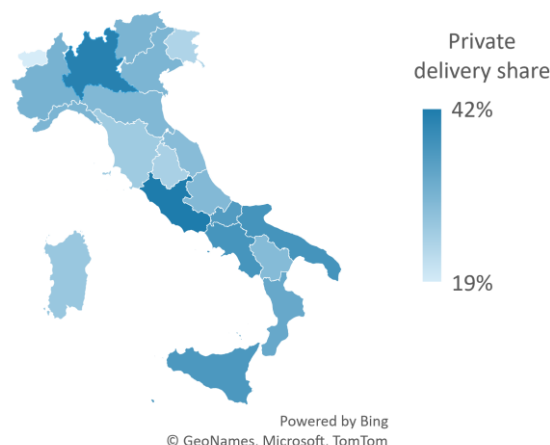 Private
delivery share
42%
19%
Powered by Bing
© GeoNames, Microsoft, TomTom